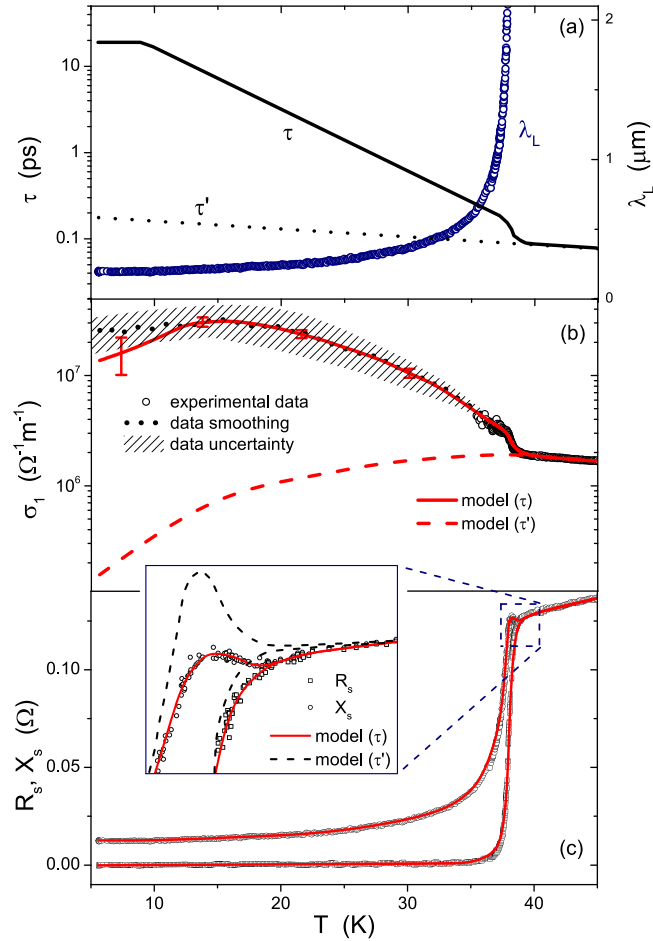 (a)
10
1
0.1
τ (ps)
τ
τ'
λL
2
1
0
λL (μm)
(b)
10⁷
10⁶
σ1 (Ω⁻¹m⁻¹)
experimental data
data smoothing
data uncertainty
model (τ)
model (τ')
Rs
Xs
model (τ)
model (τ')
0.10
0.05
0.00
Rs, Xs (Ω)
(c)
10 20 30 40
T (K)